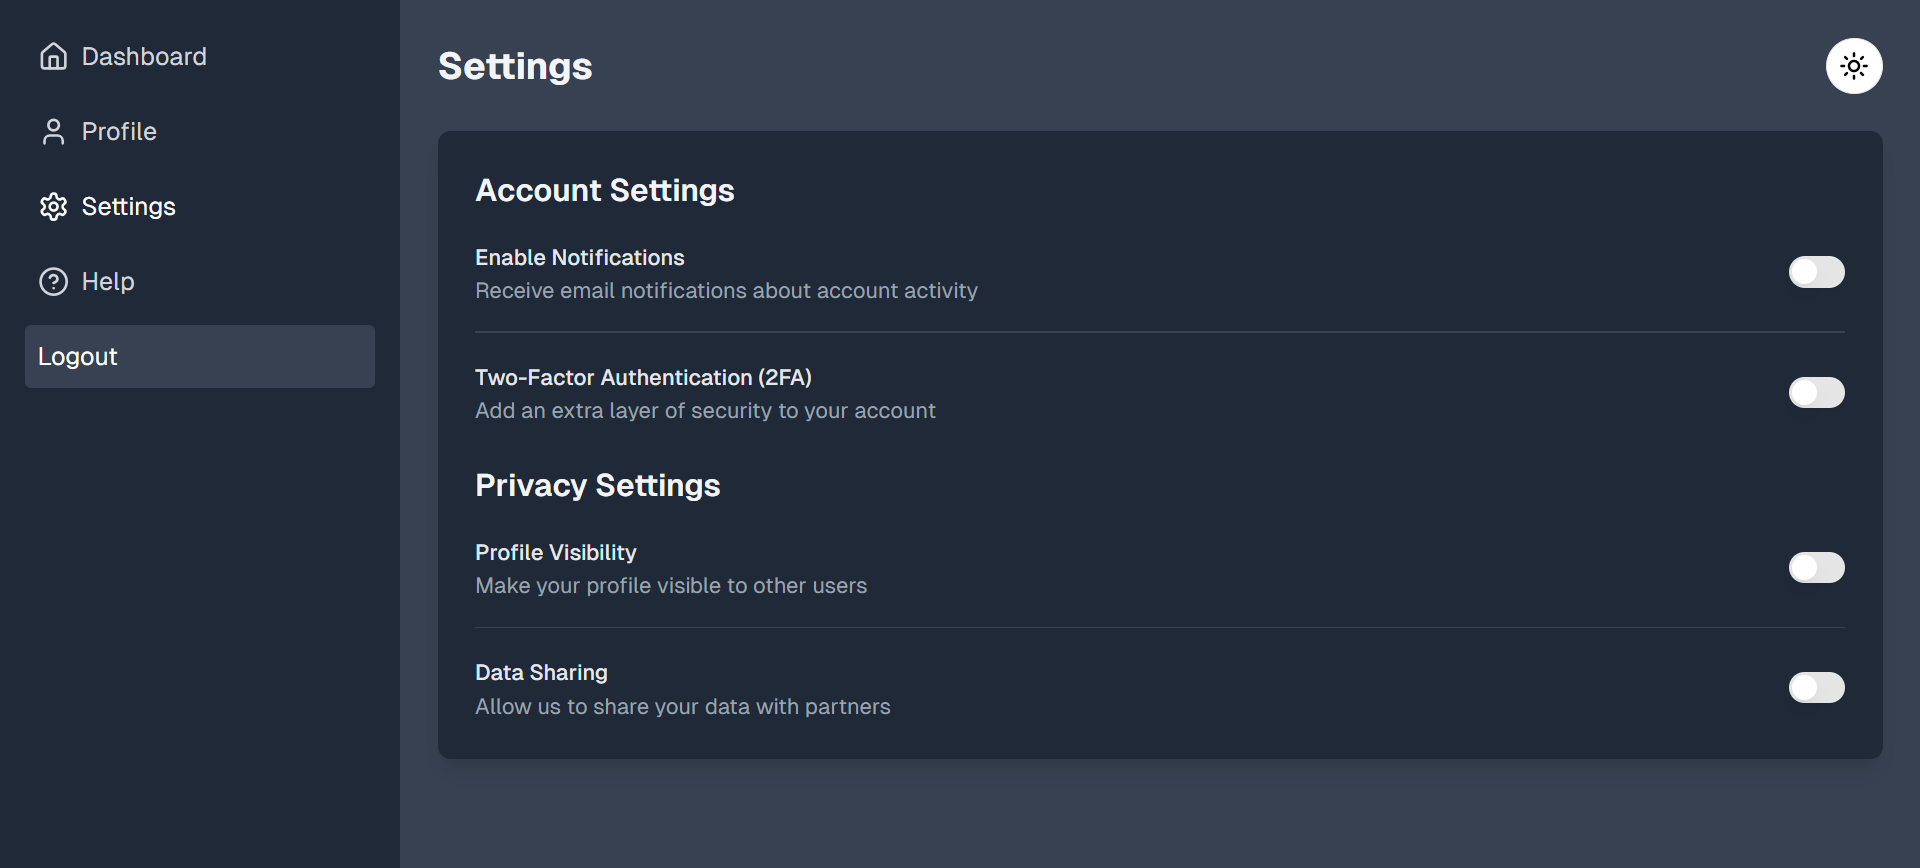 Dashboard
Profile
Settings
Help
Logout
Settings
Account Settings
Enable Notifications
Receive email notifications about account activity
Two-Factor Authentication (2FA)
Add an extra layer of security to your account
Privacy Settings
Profile Visibility
Make your profile visible to other users
Data Sharing
Allow us to share your data with partners